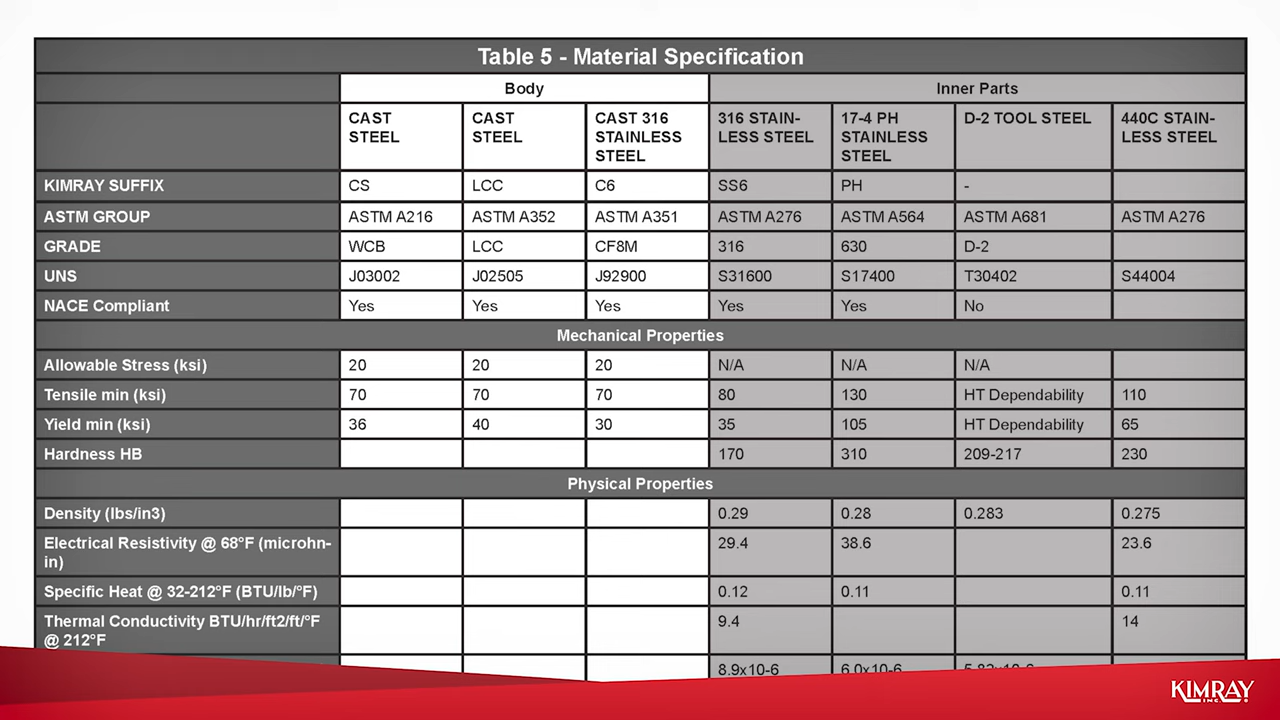 Table 5 - Material Specification
Body Inner Parts
CAST STEEL CAST STEEL CAST 316 STAINLESS STEEL 316 STAIN-LESS STEEL 17-4 PH STAINLESS STEEL D-2 TOOL STEEL 440C STAIN-LESS STEEL
KIMRAY SUFFIX CS LCC C6 SS6 PH -
ASTM GROUP ASTM A216 ASTM A352 ASTM A351 ASTM A276 ASTM A564 ASTM A681 ASTM A276
GRADE WCB LCC CF8M 316 630 D-2
UNS J03002 J02505 J92900 S31600 S17400 T30402 S44004
NACE Compliant Yes Yes Yes Yes Yes No
Mechanical Properties
Allowable Stress (ksi) 20 20 20 N/A N/A N/A
Tensile min (ksi) 70 70 70 80 130 HT Dependability 110
Yield min (ksi) 36 40 30 35 105 HT Dependability 65
Hardness HB 170 310 209-217 230
Physical Properties
Density (lbs/in3) 0.29 0.28 0.283 0.275
Electrical Resistivity @ 68°F (microhn-in) 29.4 38.6 23.6
Specific Heat @ 32-212°F (BTU/lb/°F) 0.12 0.11 0.11
Thermal Conductivity BTU/hr/ft2/ft/°F @ 212°F 9.4 14
8.9x10-6 6.0x10-6
KIMRAY
INC. ®